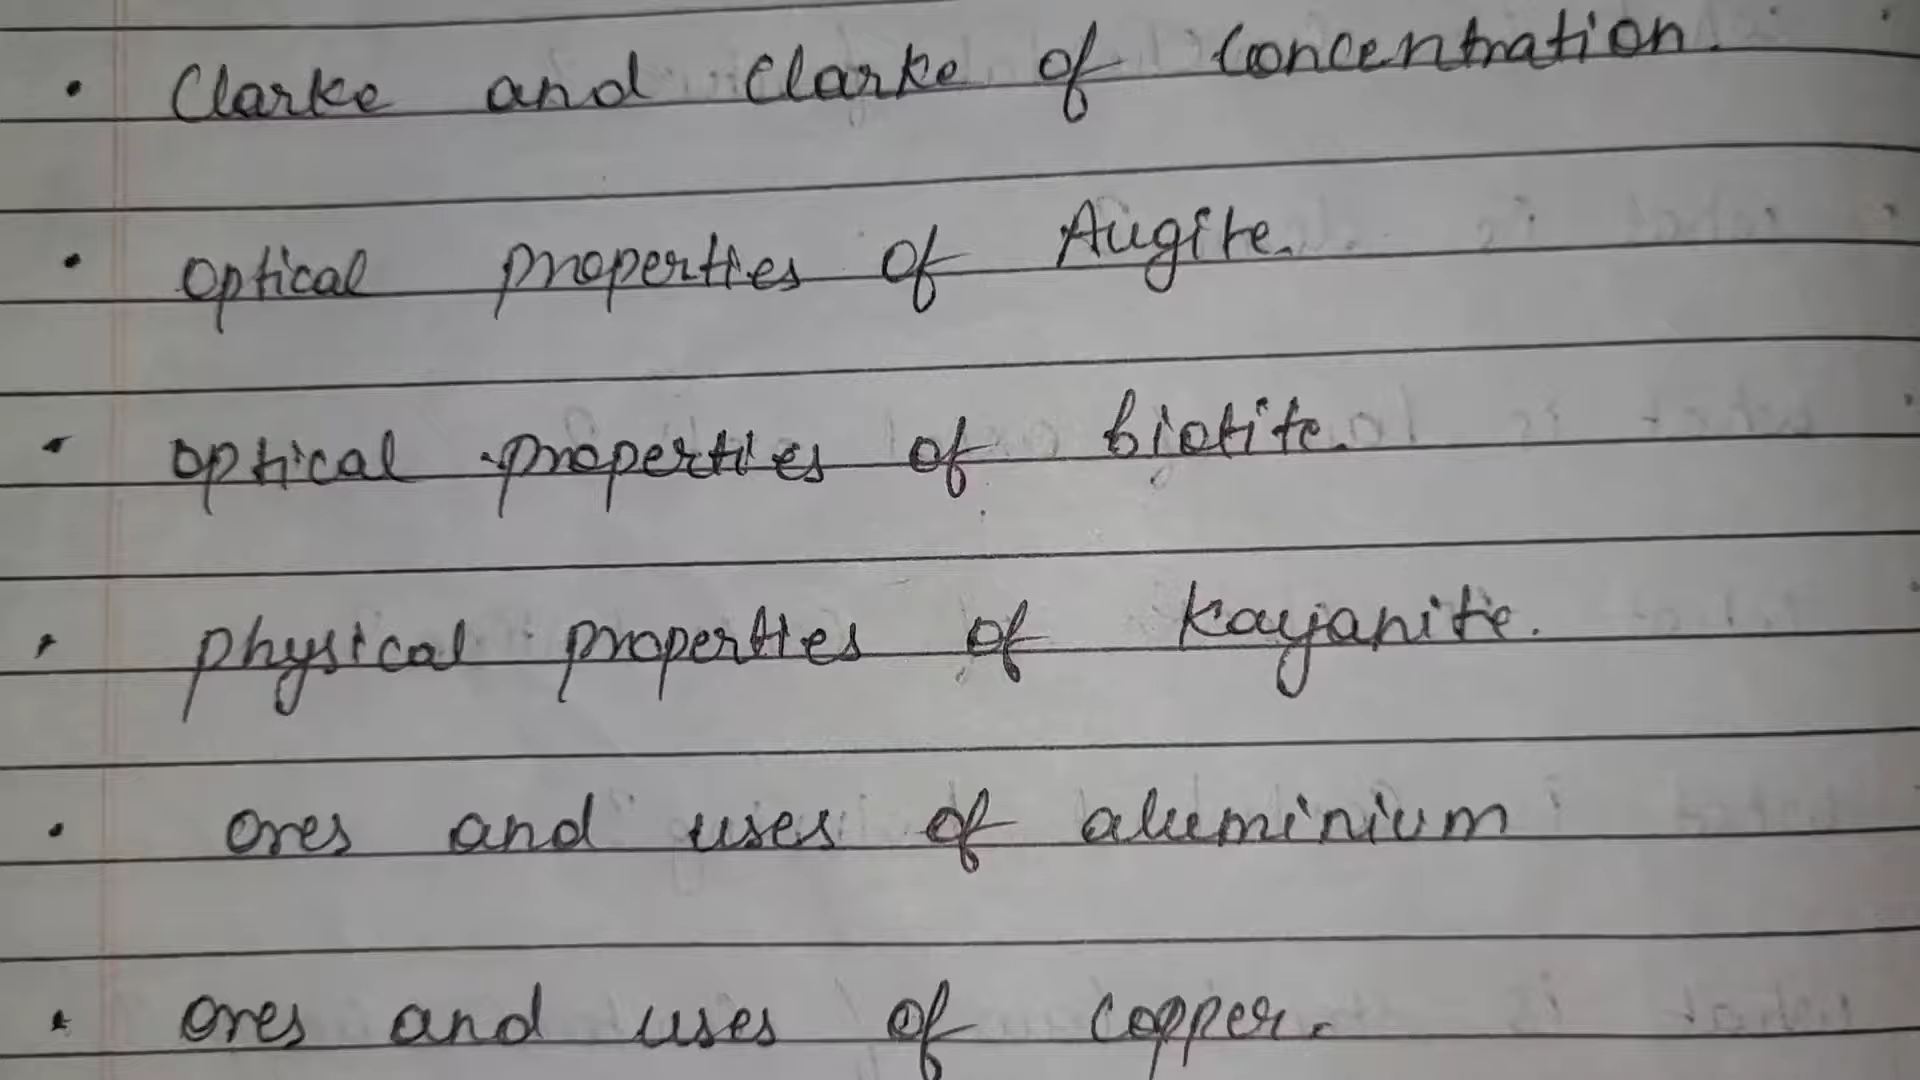 • Clarke and Clarke of Concentration.
• Optical properties of Augite.
• Optical properties of biotite.
• physical properties of kayanite.
• ores and uses of aluminium
• ores and uses of copper.